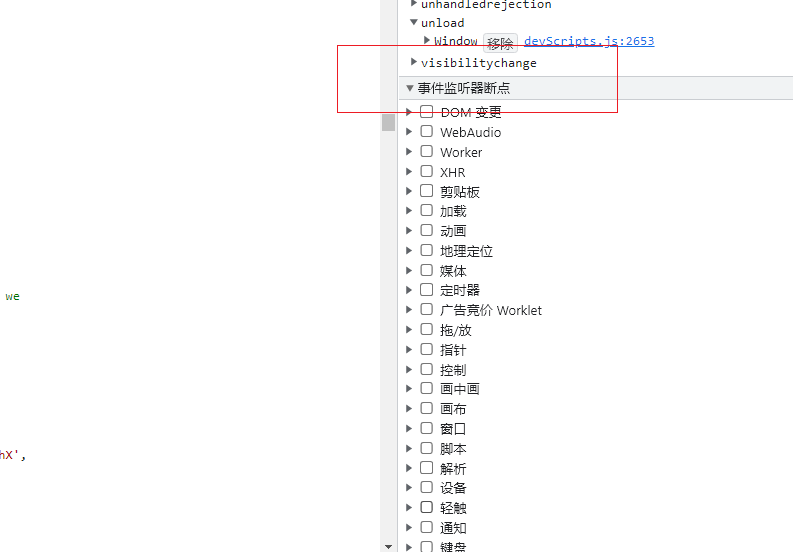 unhandledrejection
unload
Window 移除 devScripts.js:2653
visibilitychange
事件监听器断点
DOM 变更
WebAudio
Worker
XHR
剪贴板
加载
动画
地理定位
we
媒体
定时器
广告竞价 Worklet
拖/放
指针
控制
画中画
画布
窗口
hX',
脚本
解析
设备
轻触
通知
键盘